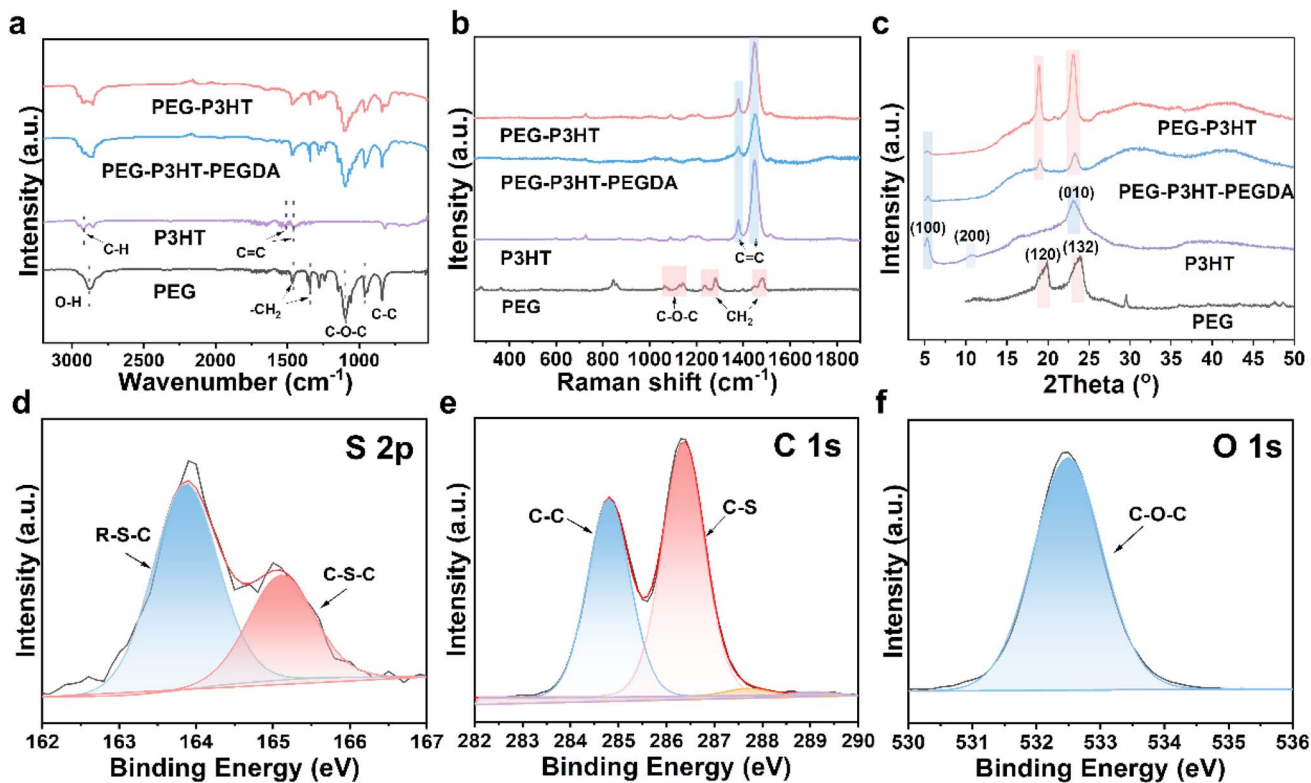 a
Intensity (a.u.)
PEG-P3HT
PEG-P3HT-PEGDA
P3HT
C-H
C=C
O-H
PEG
-CH₂
C-O-C
C-C
3000 2500 2000 1500 1000
Wavenumber (cm⁻¹)
b
Itensity (a.u.)
PEG-P3HT
PEG-P3HT-PEGDA
P3HT
C=C
PEG
C-O-C
CH₂
400 600 800 1000 1200 1400 1600 1800
Raman shift (cm⁻¹)
c
Intensity (a.u.)
PEG-P3HT
PEG-P3HT-PEGDA
(010)
(100)
(200)
P3HT
(120)
(132)
PEG
5 10 15 20 25 30 35 40 45 50
2Theta (°)
d
S 2p
Intensity (a.u.)
R-S-C
C-S-C
162 163 164 165 166 167
Binding Energy (eV)
e
C 1s
Intensity (a.u.)
C-C
C-S
282 283 284 285 286 287 288 289 290
Binding Energy (eV)
f
O 1s
Intensity (a.u.)
C-O-C
530 531 532 533 534 535 536
Binding Energy (eV)